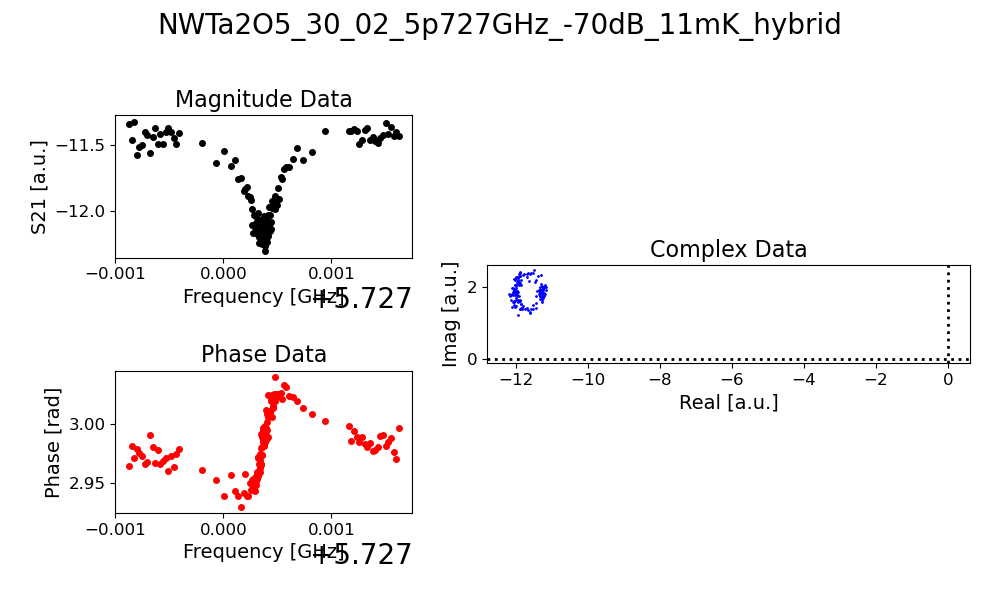 NWTa2O5_30_02_5p727GHz_-70dB_11mK_hybrid
Magnitude Data
S21 [a.u.]
−11.5
−12.0
−0.001 0.000 0.001
Frequency [GHz]
+5.727
Phase Data
Phase [rad]
3.00
2.95
−0.001 0.000 0.001
Frequency [GHz]
+5.727
Complex Data
Imag [a.u.]
2
0
−12 −10 −8 −6 −4 −2 0
Real [a.u.]